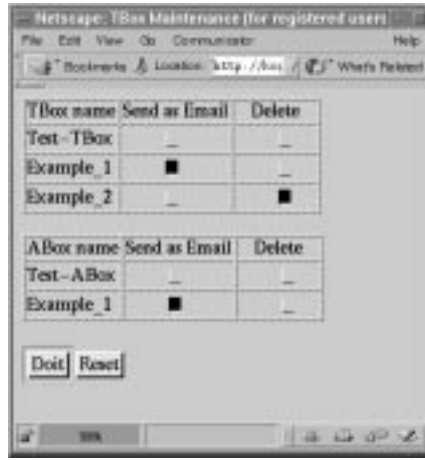 Netscape: TBox Maintenance (for registered users
File Edit View Go Communicator Help
Bookmarks Location: http:// What's Related
TBox name Send as Email Delete
Test-TBox
Example_1
Example_2
ABox name Send as Email Delete
Test-ABox
Example_1
Doit Reset